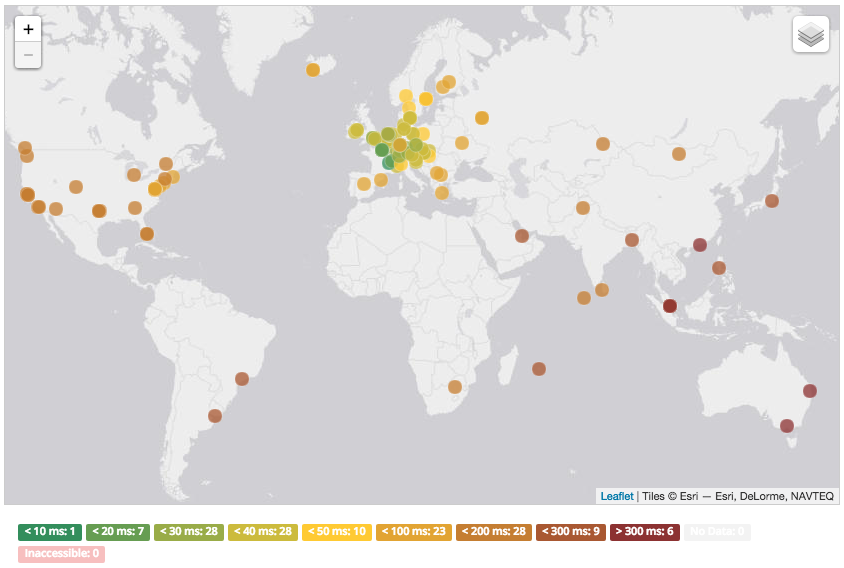 +
−
Leaflet | Tiles © Esri — Esri, DeLorme, NAVTEQ
< 10 ms: 1 < 20 ms: 7 < 30 ms: 28 < 40 ms: 28 < 50 ms: 10 < 100 ms: 23 < 200 ms: 28 < 300 ms: 9 > 300 ms: 6 No Data: 0
Inaccessible: 0